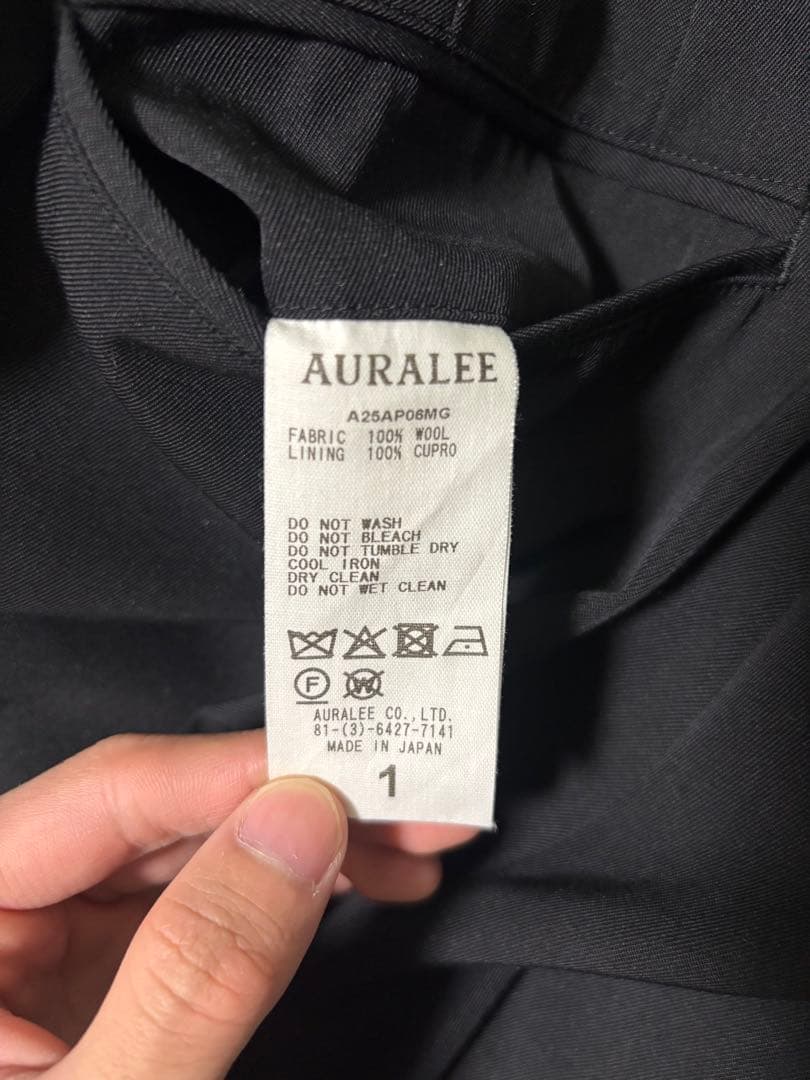 AURALEE
A25AP06MG
FABRIC 100% WOOL
LINING 100% CUPRO
DO NOT WASH
DO NOT BLEACH
DO NOT TUMBLE DRY
COOL IRON
DRY CLEAN
DO NOT WET CLEAN
F W
AURALEE CO.,LTD.
81-(3)-6427-7141
MADE IN JAPAN
1